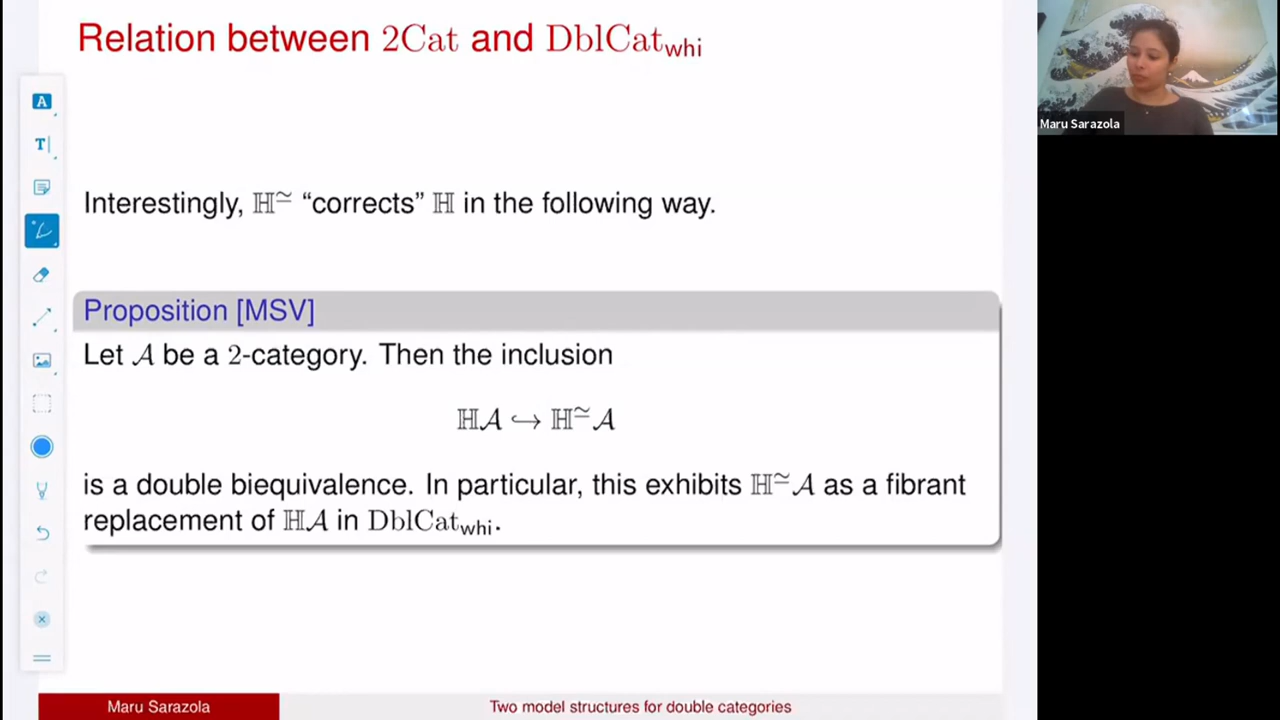 Relation between 2Cat and DblCat_whi
Interestingly, ℍ^≃ “corrects” ℍ in the following way.
Proposition [MSV]
Let 𝒜 be a 2-category. Then the inclusion
ℍ𝒜 ↪ ℍ^≃𝒜
is a double biequivalence. In particular, this exhibits ℍ^≃𝒜 as a fibrant
replacement of ℍ𝒜 in DblCat_whi.
Maru Sarazola
Two model structures for double categories
Maru Sarazola
A
T